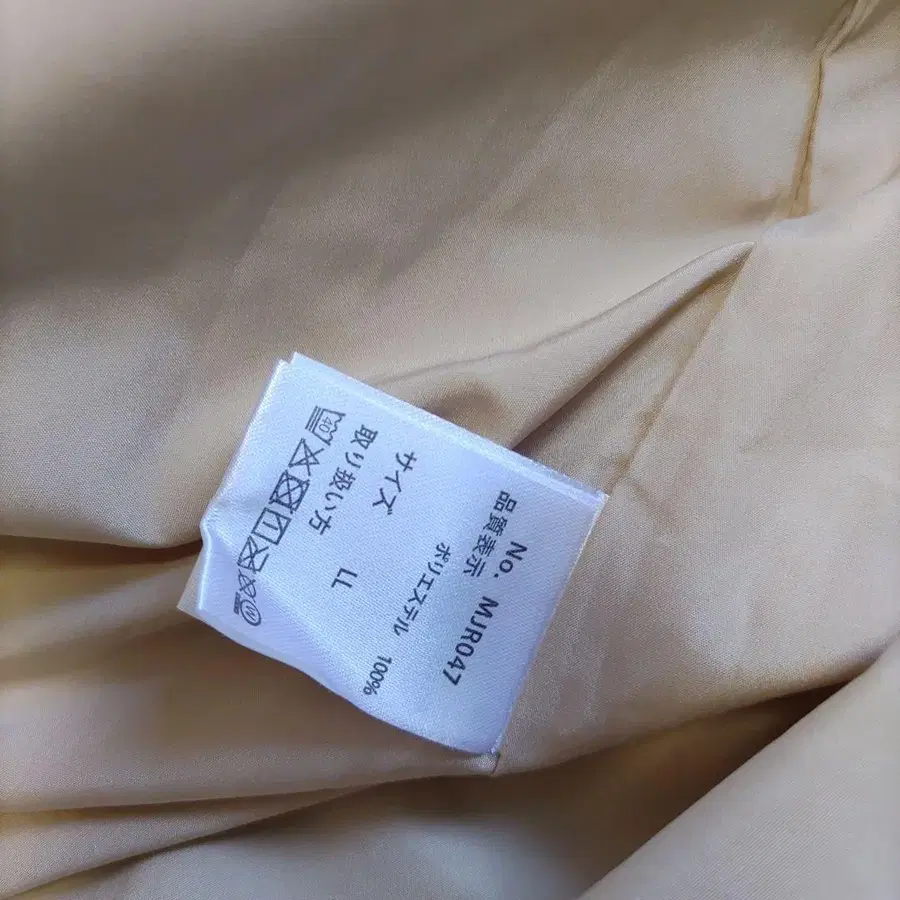 No. MJR047
品質表示
ポリエステル 100%
サイズ LL
取り扱い方
40
W